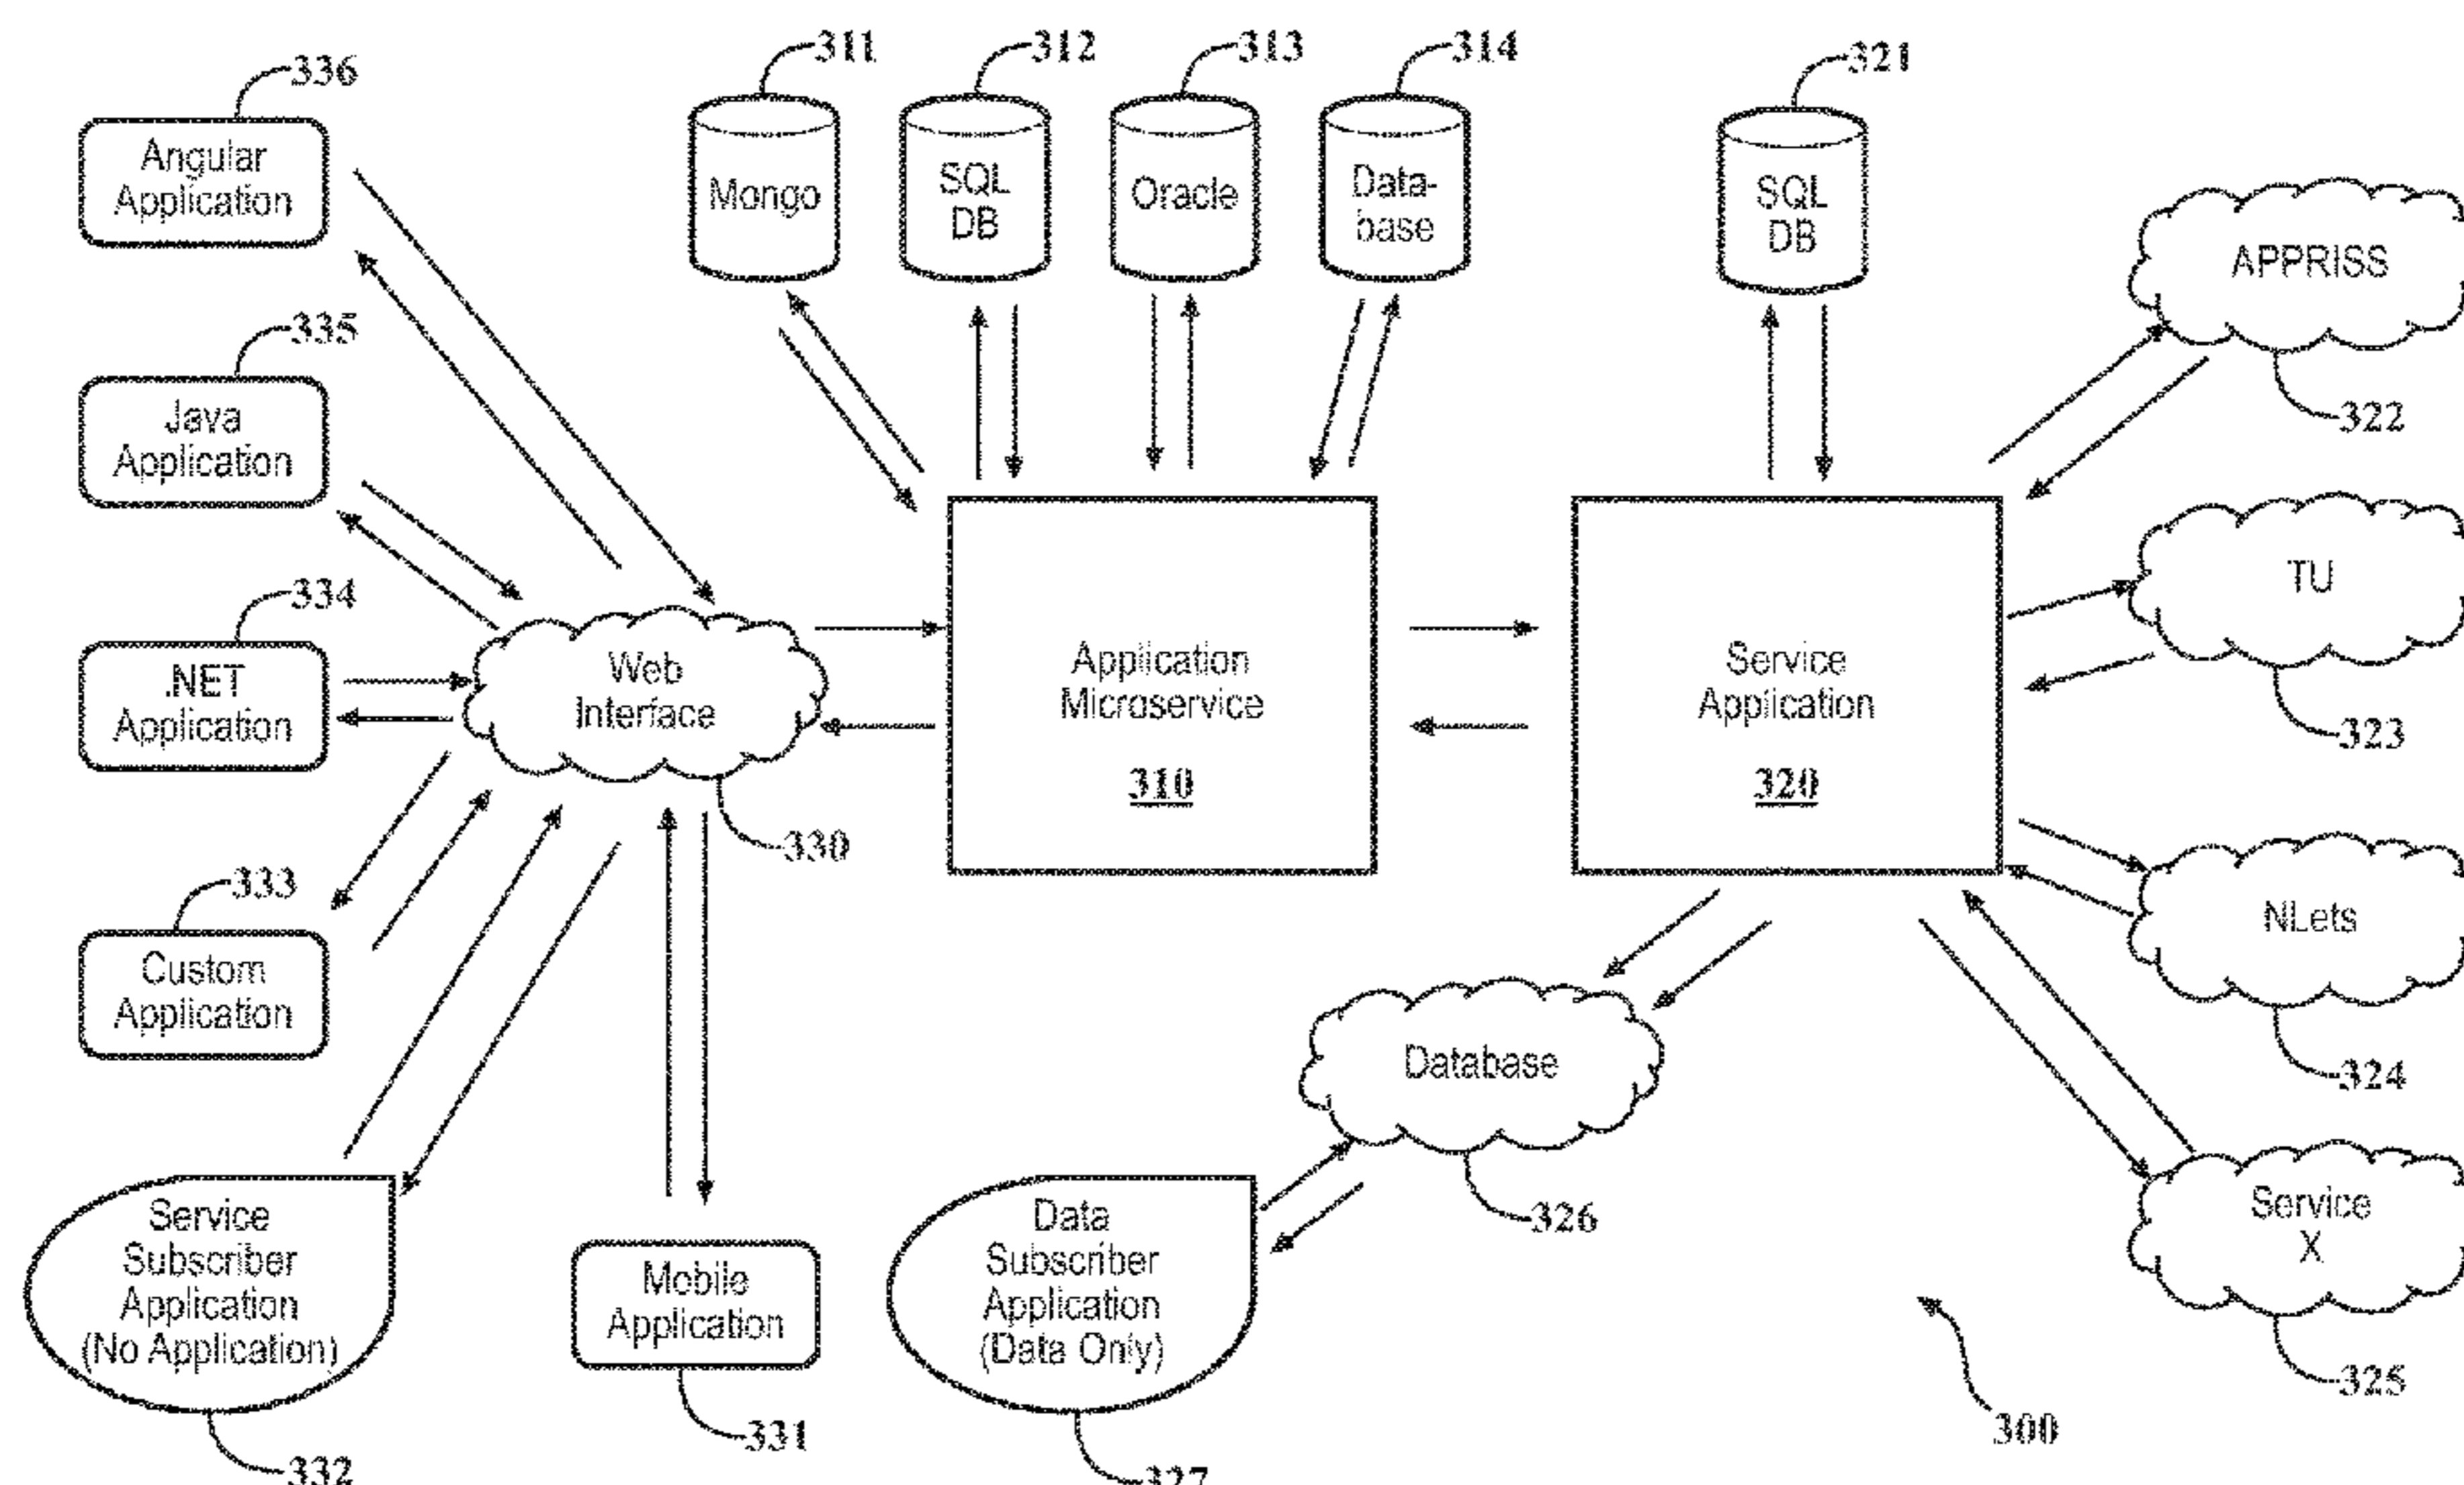 311
312
313
314
321
336
Angular
Application
Mongo
SQL
DB
Oracle
Data-
base
SQL
DB
APPRISS
322
335
Java
Application
TU
323
334
.NET
Application
Web
Interface
330
Application
Microservice
310
Service
Application
320
333
Custom
Application
NLets
324
Database
326
Service
Subscriber
Application
(No Application)
332
Mobile
Application
331
Data
Subscriber
Application
(Data Only)
327
Service
X
325
300